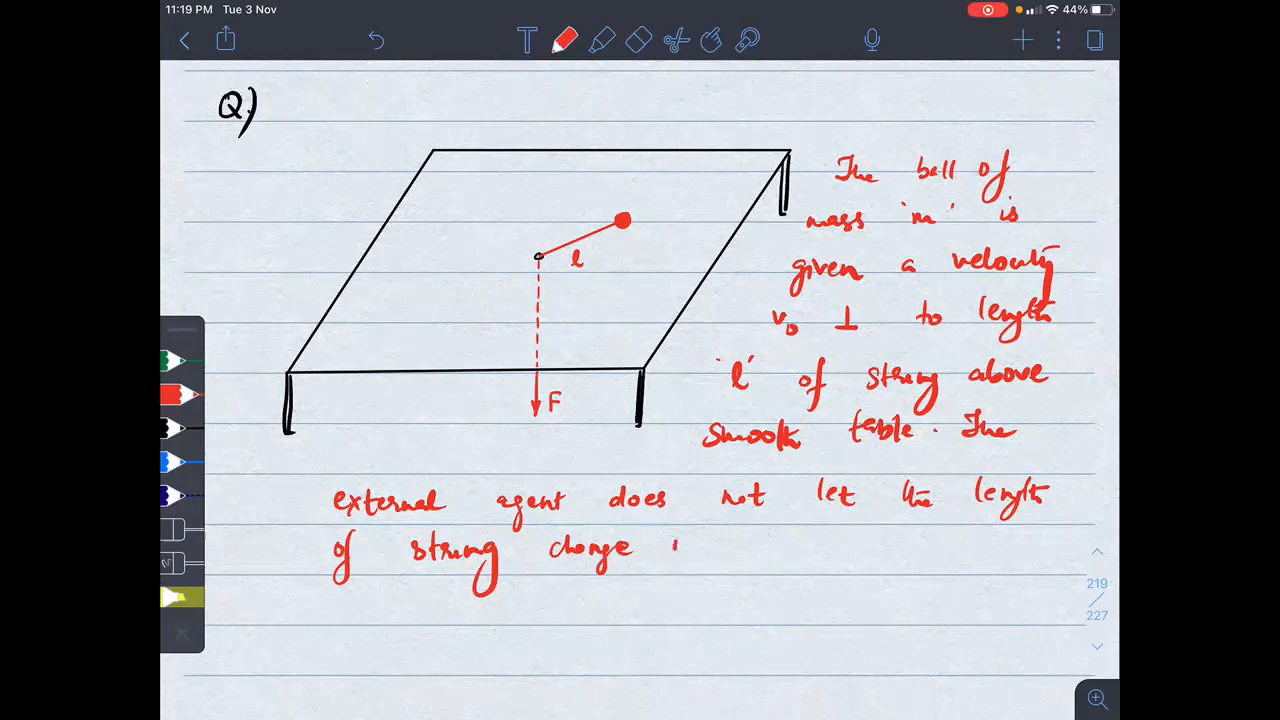 11:19 PM Tue 3 Nov
44%
T
Q)
The ball of
mass 'm' is
given a velocity
v₀ ⊥ to length
l
'l' of string above
F
smooth table. The
external agent does not let the length
of string change
219
227